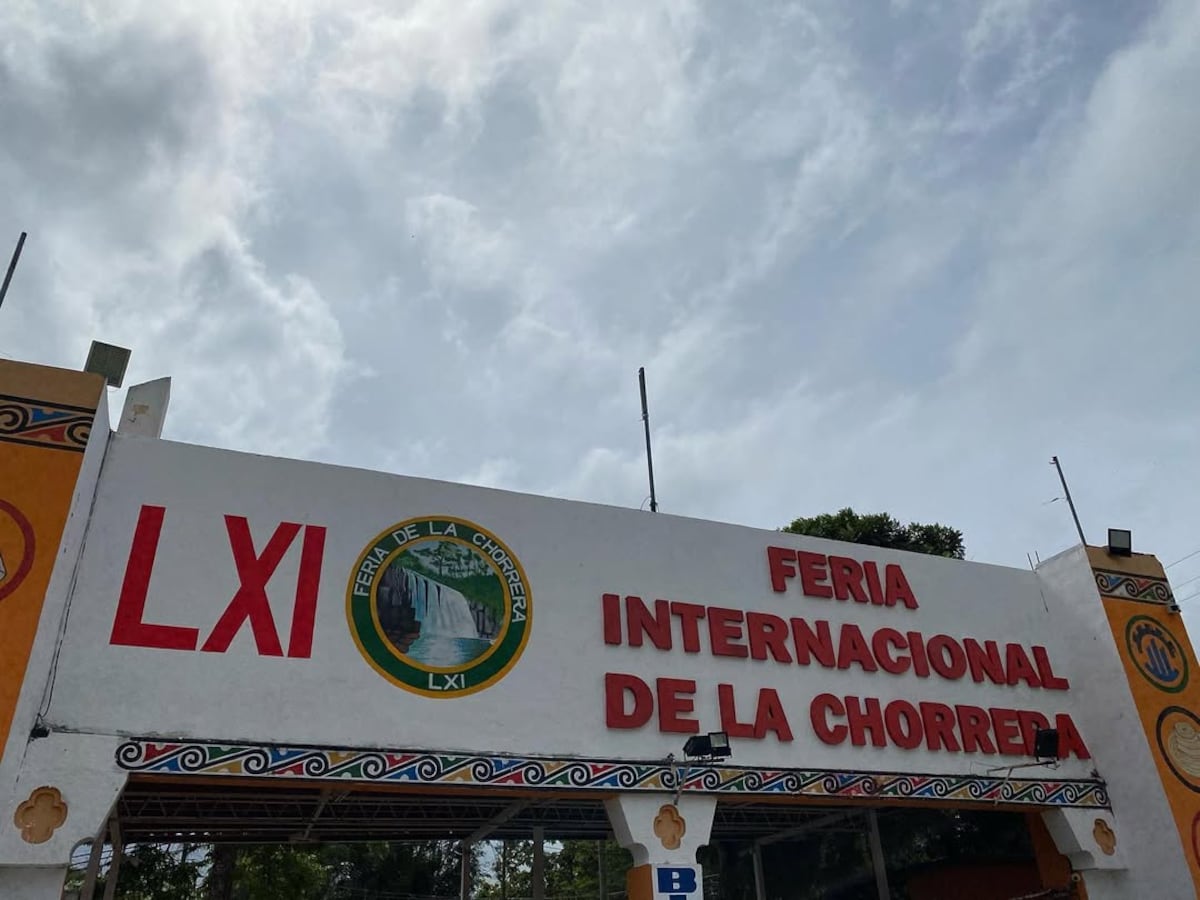 LXI
FERIA DE LA CHORRERA
LXI
FERIA
INTERNACIONAL
DE LA CHORRERA